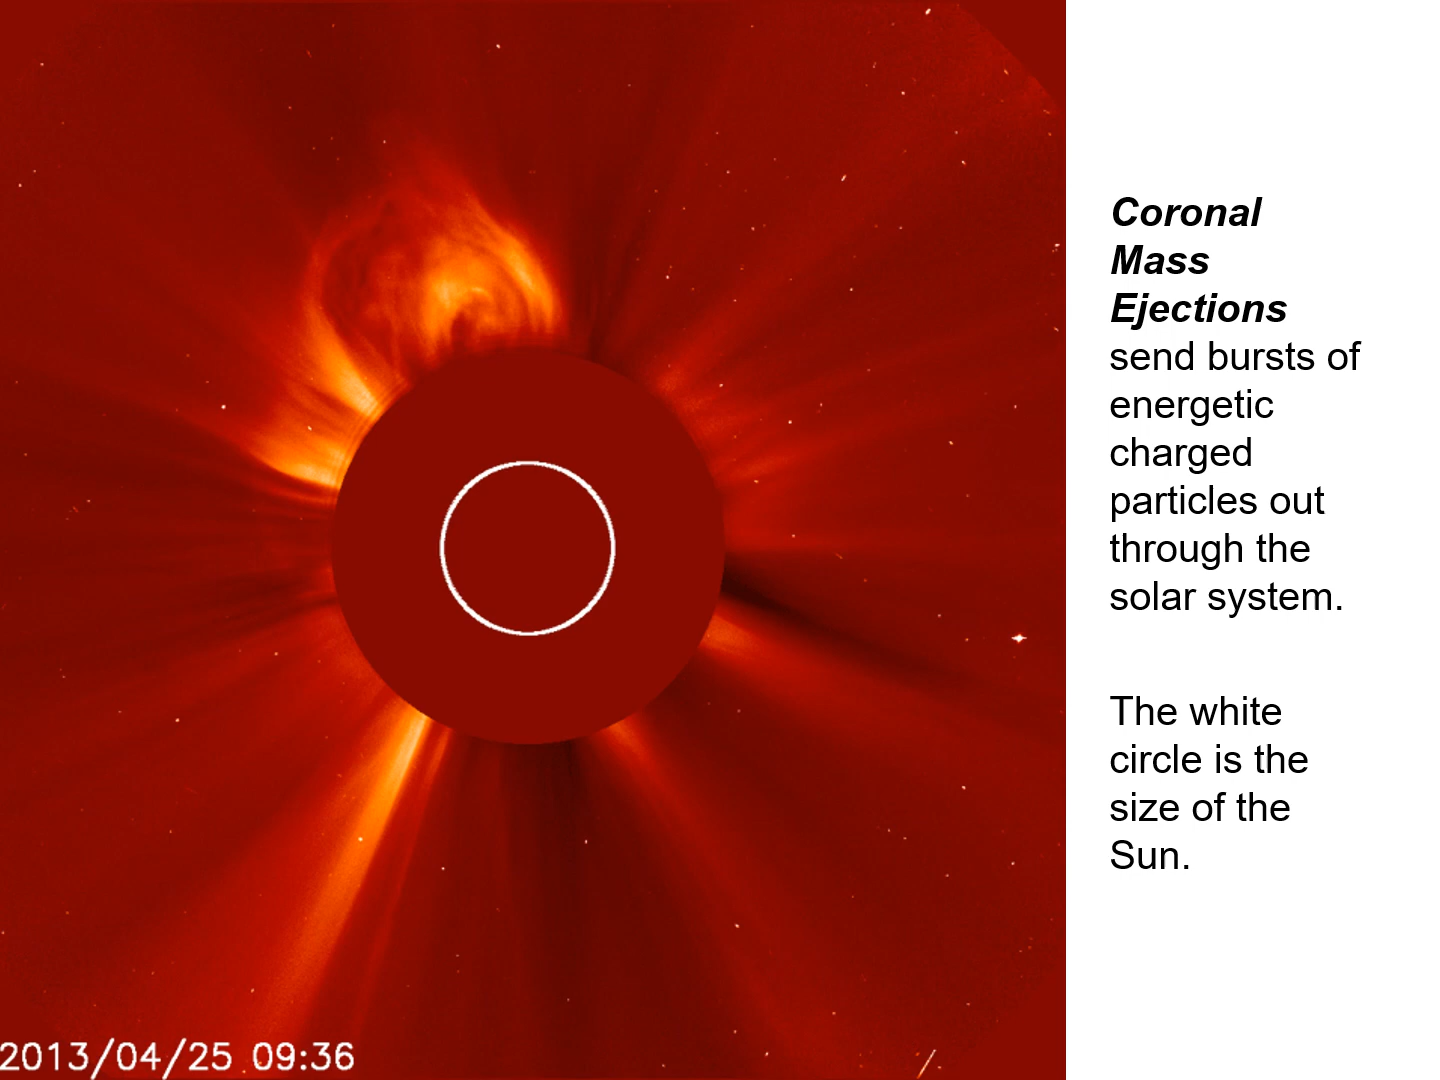 Coronal
Mass
Ejections
send bursts of
energetic
charged
particles out
through the
solar system.
The white
circle is the
size of the
Sun.
2013/04/25 09:36